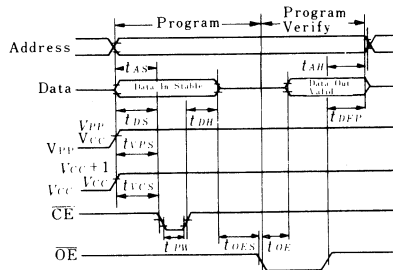 Program
Program
Verify
Address
tAS
tAH
Data
Data In Stable
Data Out
Valid
tDS
tDH
tDFP
VPP
VCC
VPP
tVPS
VCC+1
VCC
VCC
tVCS
CE
tPW
tOES
tOE
OE